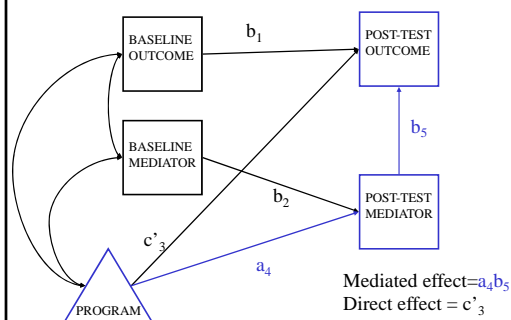 BASELINE
OUTCOME
b1
POST-TEST
OUTCOME
BASELINE
MEDIATOR
b5
b2
POST-TEST
MEDIATOR
c’3
a4
PROGRAM
Mediated effect=a4b5
Direct effect = c’3